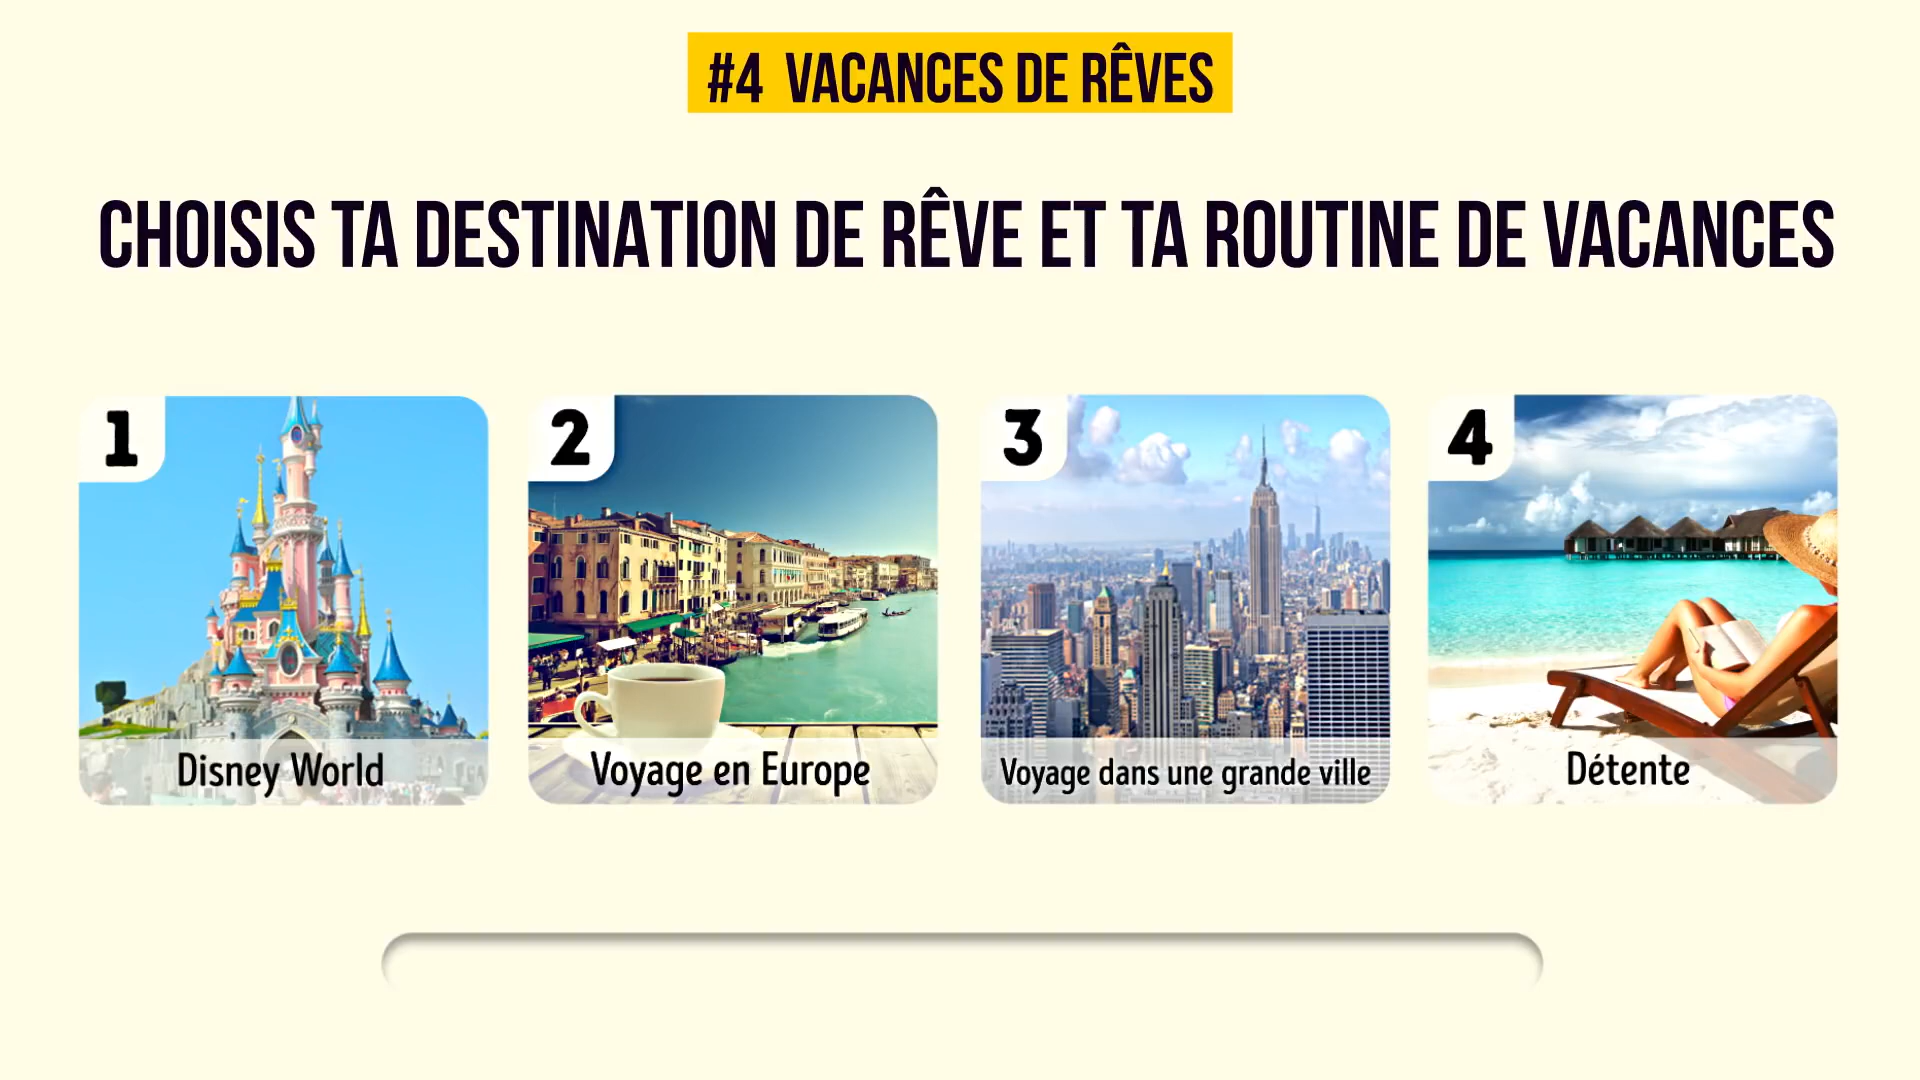 #4 VACANCES DE RÊVES
CHOISIS TA DESTINATION DE RÊVE ET TA ROUTINE DE VACANCES
1
2
3
4
Disney World
Voyage en Europe
Voyage dans une grande ville
Détente